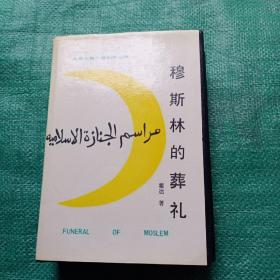 穆斯林的葬礼
مراسم الجنازة الاسلامية
霍达 著
FUNERAL OF MOSLEM